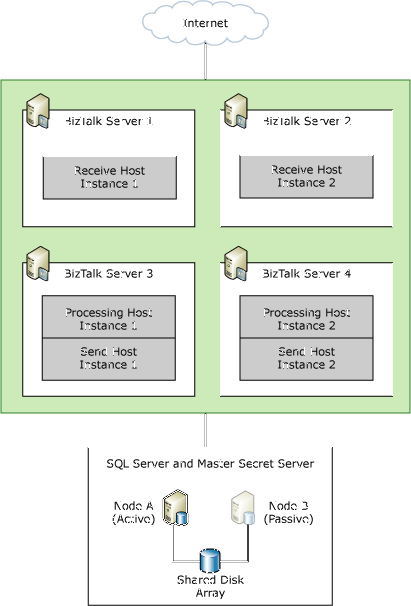 Internet
BizTalk Server 1
BizTalk Server 2
Receive Host
Instance 1
Receive Host
Instance 2
BizTalk Server 3
BizTalk Server 4
Processing Host
Instance 1
Send Host
Instance 1
Processing Host
Instance 2
Send Host
Instance 2
SQL Server and Master Secret Server
Node A
(Active)
Node B
(Passive)
Shared Disk
Array